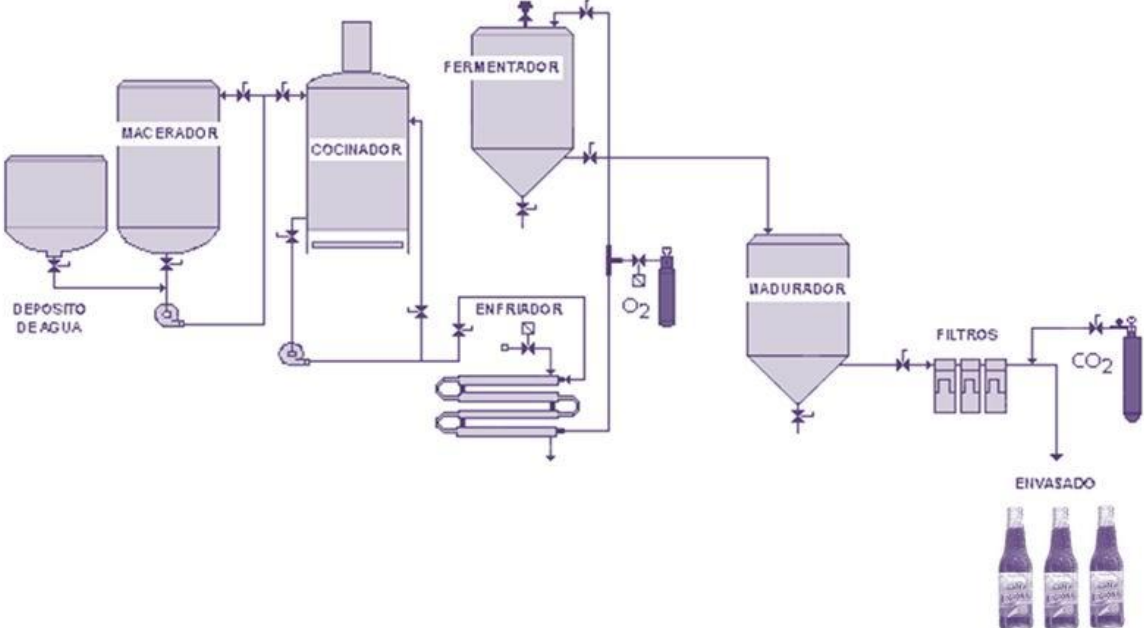 FERMENTADOR
MACERADOR
COCINADOR
DEPOSITO
DE AGUA
ENFRIADOR
O2
MADURADOR
FILTROS
CO2
ENVASADO